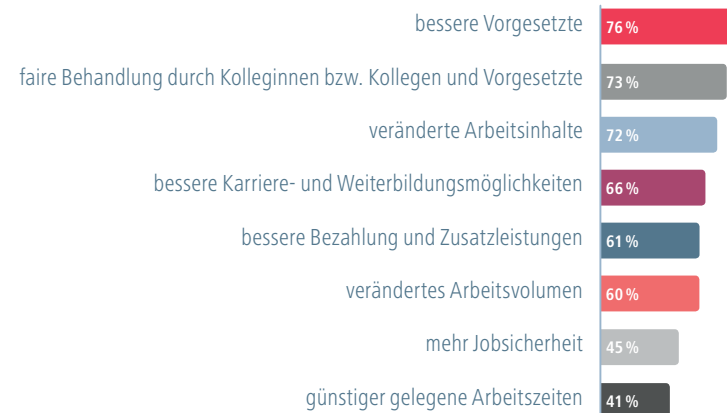 bessere Vorgesetzte 76 %
faire Behandlung durch Kolleginnen bzw. Kollegen und Vorgesetzte 73 %
veränderte Arbeitsinhalte 72 %
bessere Karriere- und Weiterbildungsmöglichkeiten 66 %
bessere Bezahlung und Zusatzleistungen 61 %
verändertes Arbeitsvolumen 60 %
mehr Jobsicherheit 45 %
günstiger gelegene Arbeitszeiten 41 %